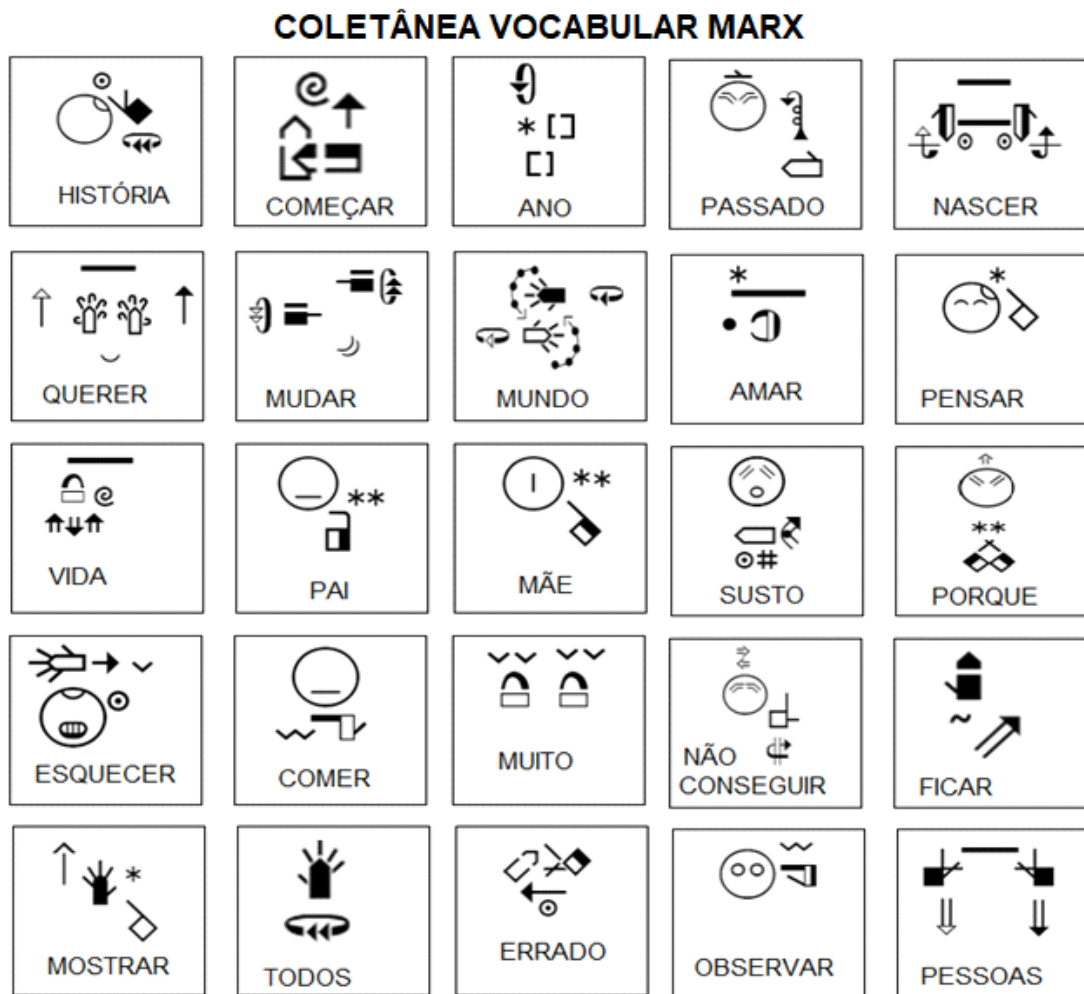 COLETÂNEA VOCABULAR MARX
HISTÓRIA
COMEÇAR
ANO
PASSADO
NASCER
QUERER
MUDAR
MUNDO
AMAR
PENSAR
VIDA
PAI
MÃE
SUSTO
PORQUE
ESQUECER
COMER
MUITO
NÃO
CONSEGUIR
FICAR
MOSTRAR
TODOS
ERRADO
OBSERVAR
PESSOAS